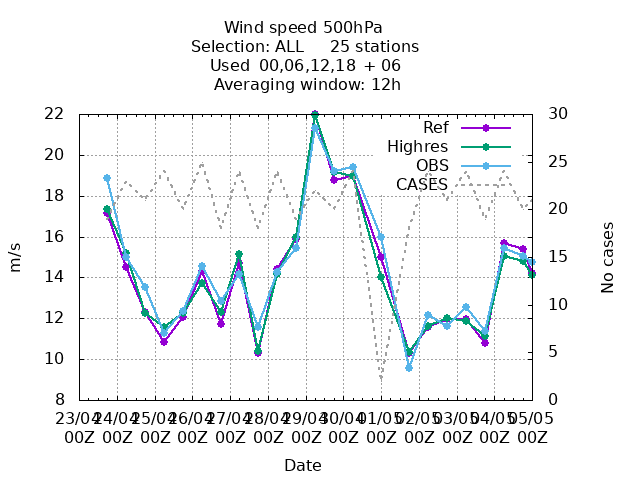 Wind speed 500hPa
Selection: ALL 25 stations
Used 00,06,12,18 + 06
Averaging window: 12h
22 30
Ref
Highres
20 25
OBS
CASES
18 20
16
15
14
12 10
10 5
8 0
m/s
No cases
23/04 24/04 25/04 26/04 27/04 28/04 29/04 30/04 01/05 02/05 03/05 04/05 05/05
00Z 00Z 00Z 00Z 00Z 00Z 00Z 00Z 00Z 00Z 00Z 00Z 00Z
Date